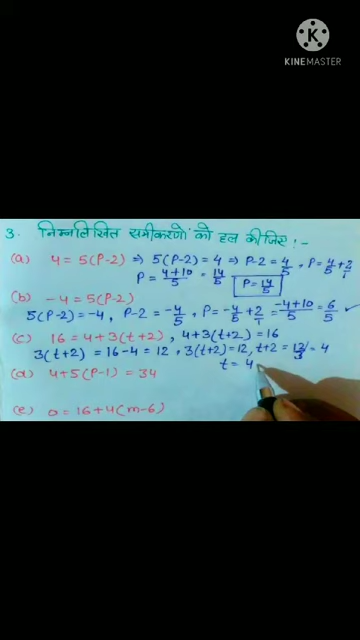 K
KINEMASTER
3. निम्नलिखित समीकरणों को हल कीजिए :-
(a) 4 = 5(P-2) ⇒ 5(P-2) = 4 ⇒ P-2 = 4/5 , P = 4/5 + 2/1
P = 4+10/5 = 14/5 P = 14/5
(b) -4 = 5(P-2)
5(P-2) = -4 , P-2 = -4/5 , P = -4/5 + 2/1 = -4+10/5 = 6/5
(c) 16 = 4+3(t+2) , 4+3(t+2) = 16
3(t+2) = 16-4 = 12 , 3(t+2) = 12, t+2 = 12/3 = 4
t = 4
(d) 4+5(P-1) = 34
(e) 0 = 16+4(m-6)